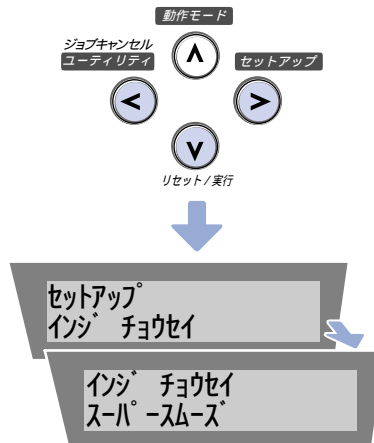 動作モード
ジョブキャンセル
ユーティリティ
セットアップ
リセット/実行
セットアップ
インジ チョウセイ
インジ チョウセイ
スーパースムーズ